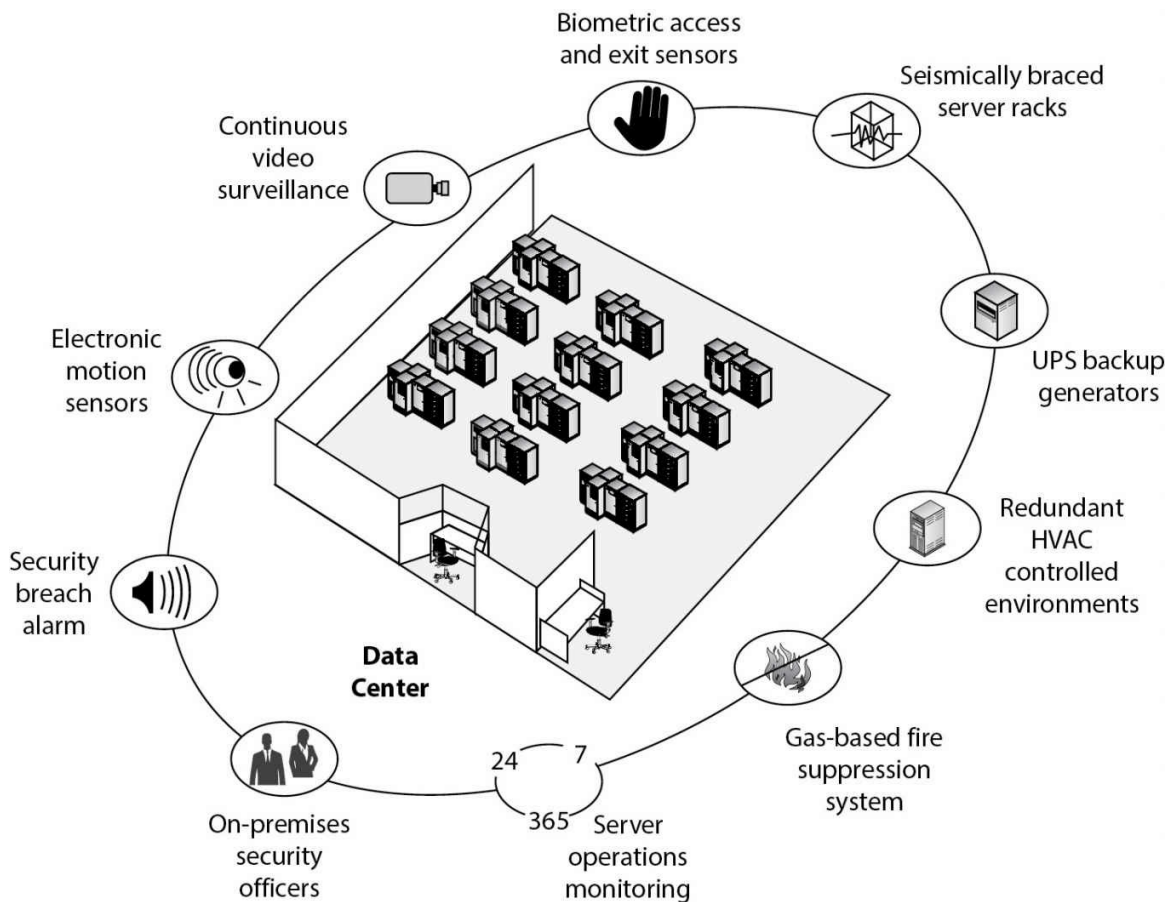 Biometric access
and exit sensors
Seismically braced
server racks
Continuous
video
surveillance
Electronic
motion
sensors
UPS backup
generators
Redundant
HVAC
controlled
environments
Security
breach
alarm
Data
Center
Gas-based fire
suppression
system
24 7
365
Server
operations
monitoring
On-premises
security
officers